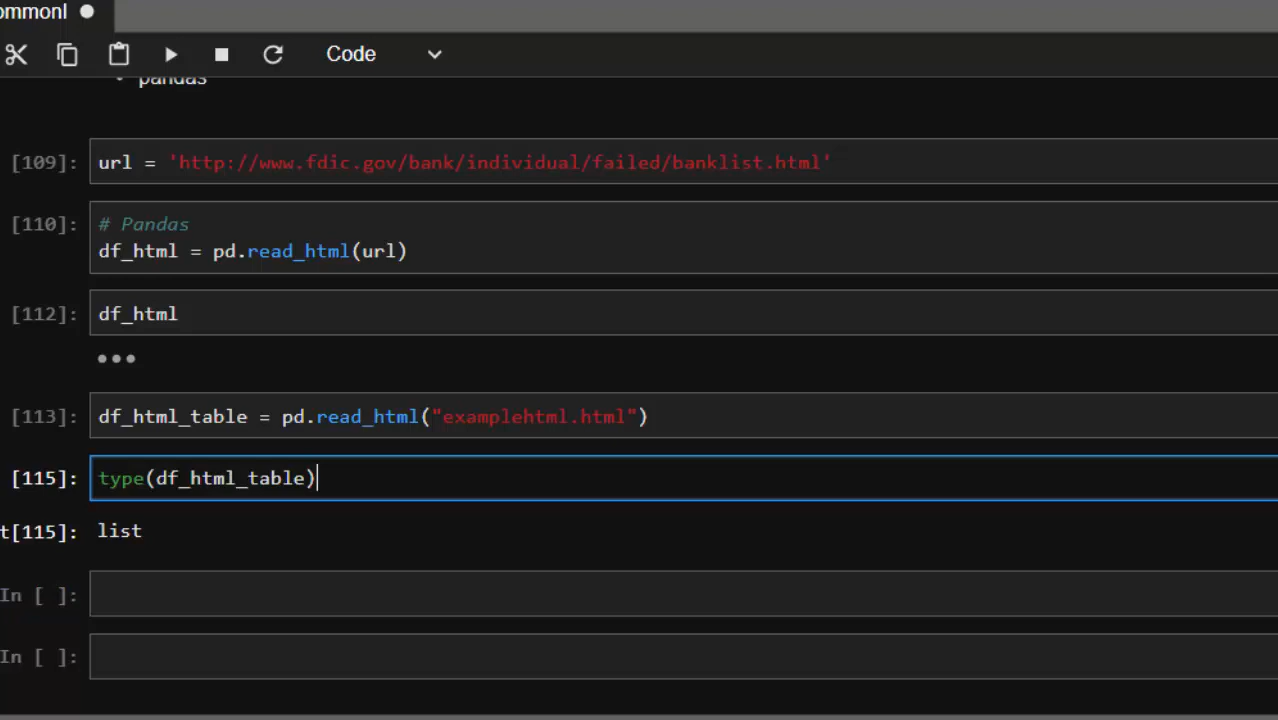 ommonl
Code
pandas
[109]: url = 'http://www.fdic.gov/bank/individual/failed/banklist.html'
[110]: # Pandas
df_html = pd.read_html(url)
[112]: df_html
[113]: df_html_table = pd.read_html("examplehtml.html")
[115]: type(df_html_table)
t[115]: list
In [ ]:
In [ ]: